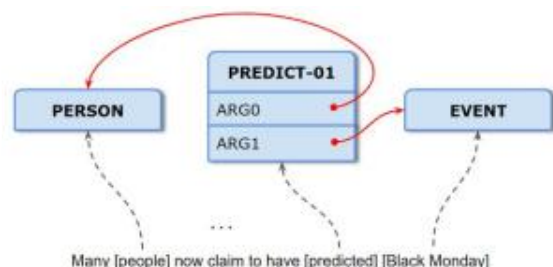 PREDICT-01
PERSON
ARG0
EVENT
ARG1
...
Many [people] now claim to have [predicted] [Black Monday]